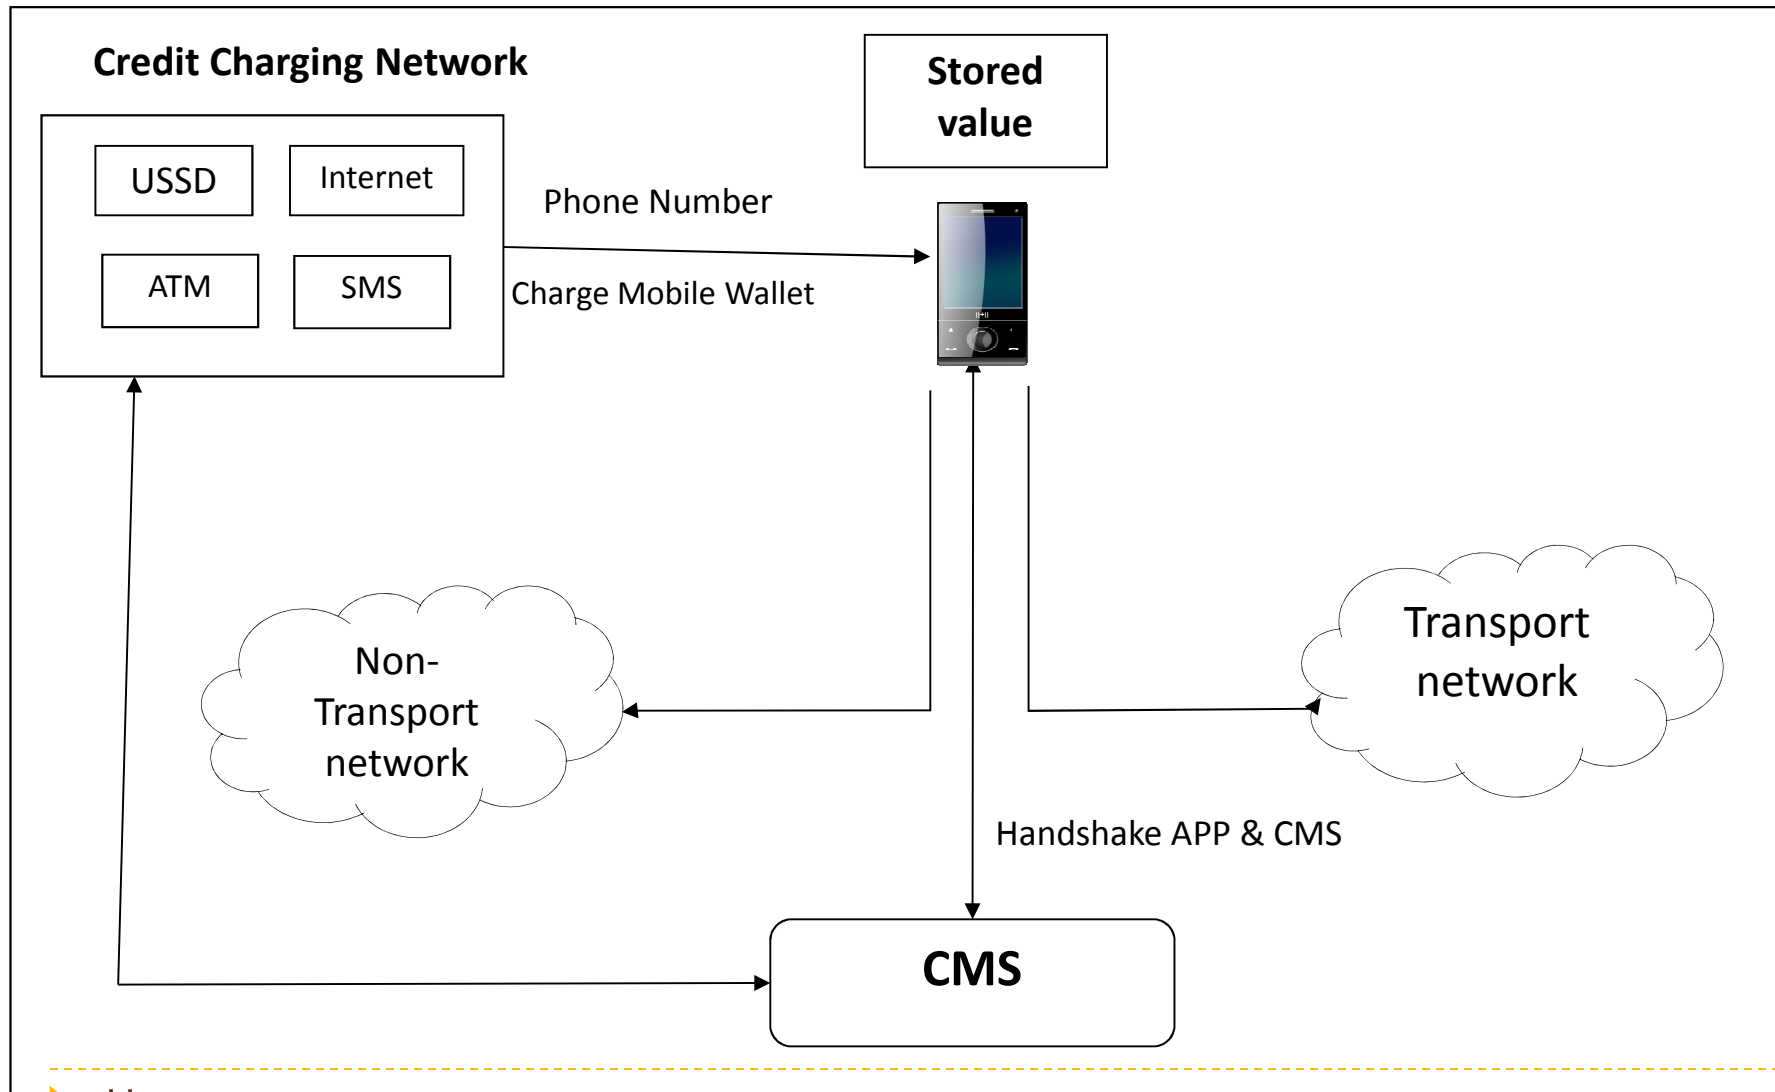 Credit Charging Network
Stored
value
USSD
Internet
ATM
SMS
Phone Number
Charge Mobile Wallet
Non-
Transport
network
Transport
network
Handshake APP & CMS
CMS